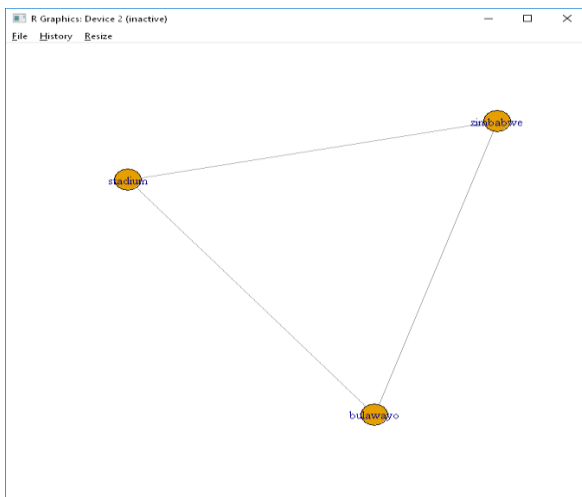 R Graphics: Device 2 (inactive)
File History Resize
zimbabwe
stadium
bulawayo